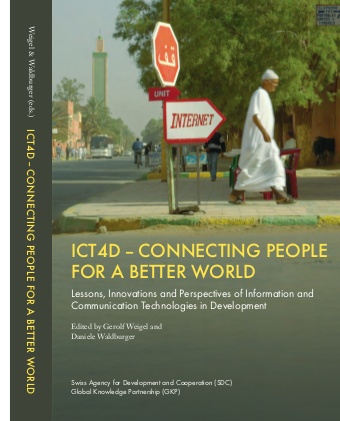 Weigel & Waldburger (eds.)
ICT4D – CONNECTING PEOPLE FOR A BETTER WORLD
قف
UNIT
INTERNET
ICT4D – CONNECTING PEOPLE
FOR A BETTER WORLD
Lessons, Innovations and Perspectives of Information and
Communication Technologies in Development
Edited by Gerolf Weigel and
Daniele Waldburger
Swiss Agency for Development and Cooperation (SDC)
Global Knowledge Partnership (GKP)